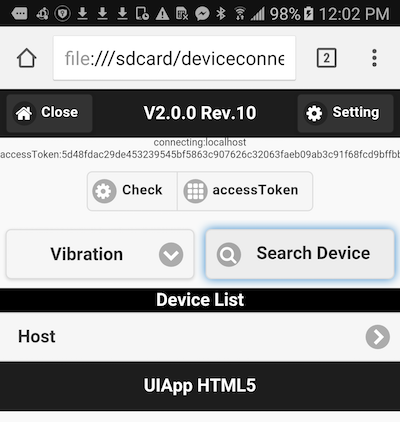 98% 12:02 PM
file:///sdcard/deviceconne
2
Close
V2.0.0 Rev.10
Setting
connecting:localhost
accessToken:5d48fdac29de453239545bf5863c907626c32063faeb09ab3c91f68fcd9bffbb
Check
accessToken
Vibration
Search Device
Device List
Host
UIApp HTML5